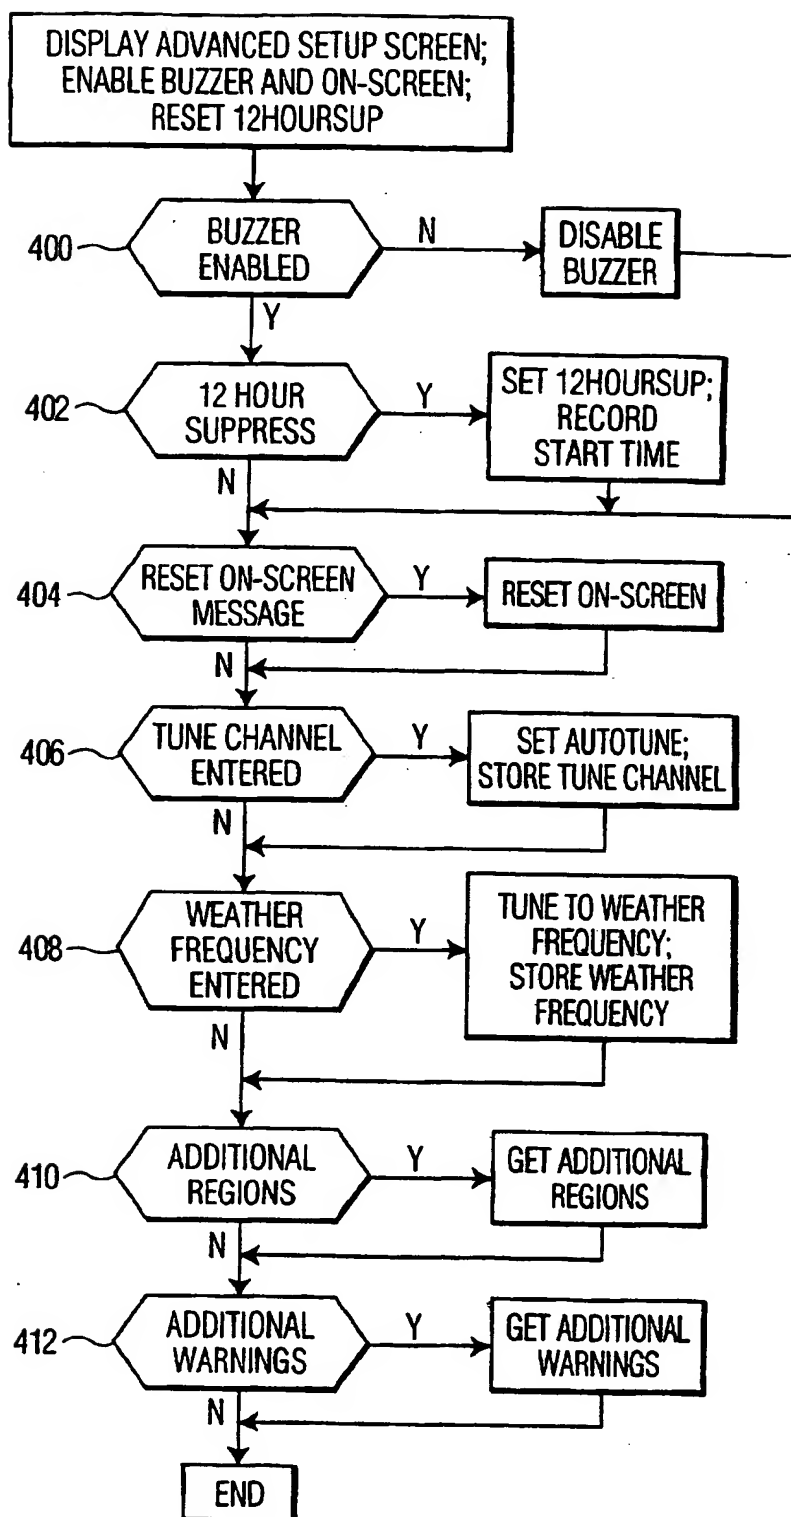 DISPLAY ADVANCED SETUP SCREEN;
ENABLE BUZZER AND ON-SCREEN;
RESET 12HOURSUP
400
BUZZER
ENABLED
N
DISABLE
BUZZER
Y
402
12 HOUR
SUPPRESS
Y
SET 12HOURSUP;
RECORD
START TIME
N
404
RESET ON-SCREEN
MESSAGE
Y
RESET ON-SCREEN
N
406
TUNE CHANNEL
ENTERED
Y
SET AUTOTUNE;
STORE TUNE CHANNEL
N
408
WEATHER
FREQUENCY
ENTERED
Y
TUNE TO WEATHER
FREQUENCY;
STORE WEATHER
FREQUENCY
N
410
ADDITIONAL
REGIONS
Y
GET ADDITIONAL
REGIONS
N
412
ADDITIONAL
WARNINGS
Y
GET ADDITIONAL
WARNINGS
N
END